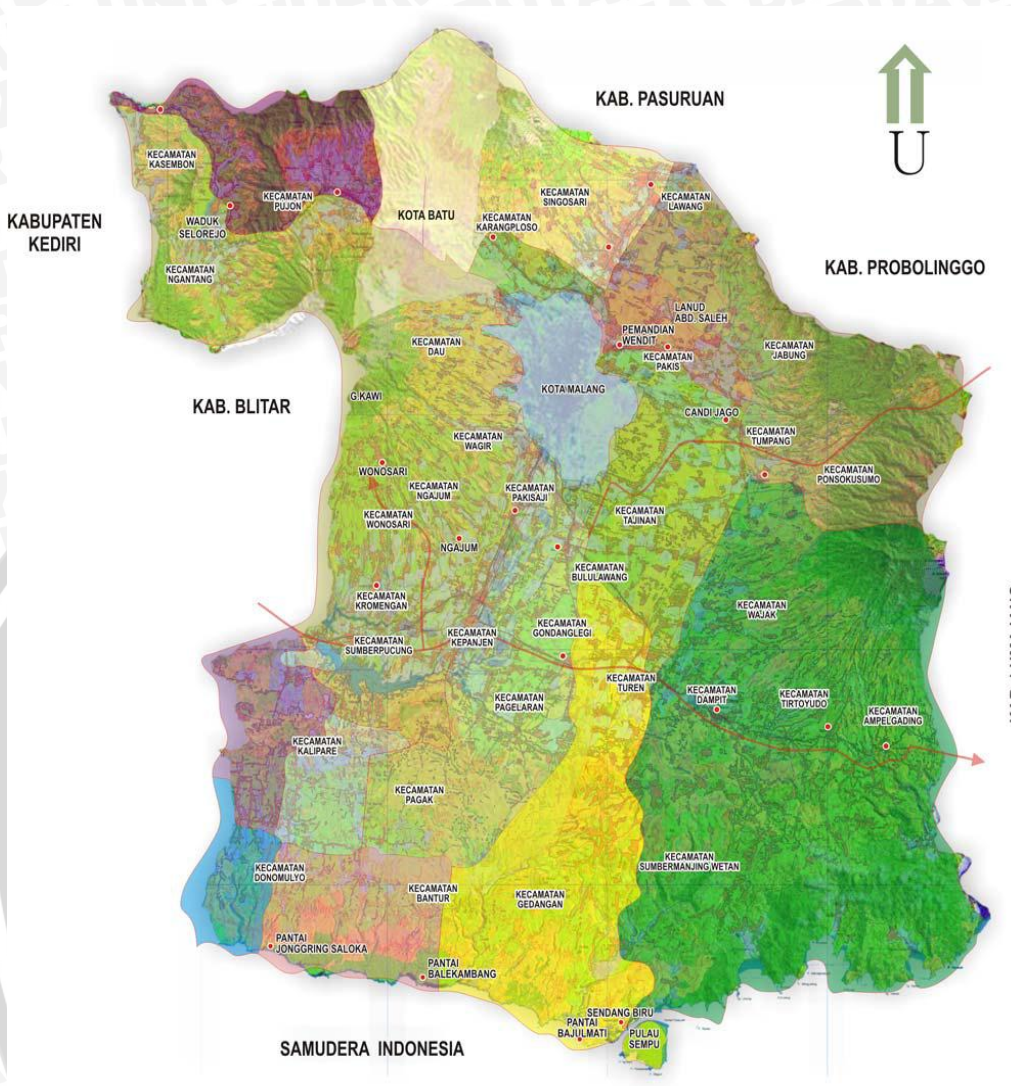 KAB. PASURUAN
U
KECAMATAN
KASEMBON
KECAMATAN
PUJON
KOTA BATU
KECAMATAN
SINGOSARI
KECAMATAN
LAWANG
KABUPATEN
KEDIRI
WADUK
SELOREJO
KECAMATAN
KARANGPLOSO
KECAMATAN
NGANTANG
KAB. PROBOLINGGO
LANUD
ABD. SALEH
PEMANDIAN
WENDIT
KECAMATAN
PAKIS
KECAMATAN
JABUNG
KECAMATAN
DAU
KOTA MALANG
G.KAWI
KAB. BLITAR
CANDI JAGO
KECAMATAN
TUMPANG
KECAMATAN
WAGIR
WONOSARI
KECAMATAN
PONSOKUSUMO
KECAMATAN
NGAJUM
KECAMATAN
PAKISAJI
KECAMATAN
WONOSARI
KECAMATAN
TAJINAN
NGAJUM
KECAMATAN
BULULAWANG
KECAMATAN
KROMENGAN
KECAMATAN
WAJAK
KECAMATAN
SUMBERPUCUNG
KECAMATAN
KEPANJEN
KECAMATAN
GONDANGLEGI
KECAMATAN
TUREN
KECAMATAN
DAMPIT
KECAMATAN
TIRTOYUDO
KECAMATAN
AMPELGADING
KECAMATAN
PAGELARAN
KECAMATAN
KALIPARE
KECAMATAN
PAGAK
KECAMATAN
SUMBERMANJING WETAN
KECAMATAN
DONOMULYO
KECAMATAN
BANTUR
KECAMATAN
GEDANGAN
PANTAI
JONGGRING SALOKA
PANTAI
BALEKAMBANG
SENDANG BIRU
PANTAI
BAJULMATI
PULAU
SEMPU
SAMUDERA INDONESIA